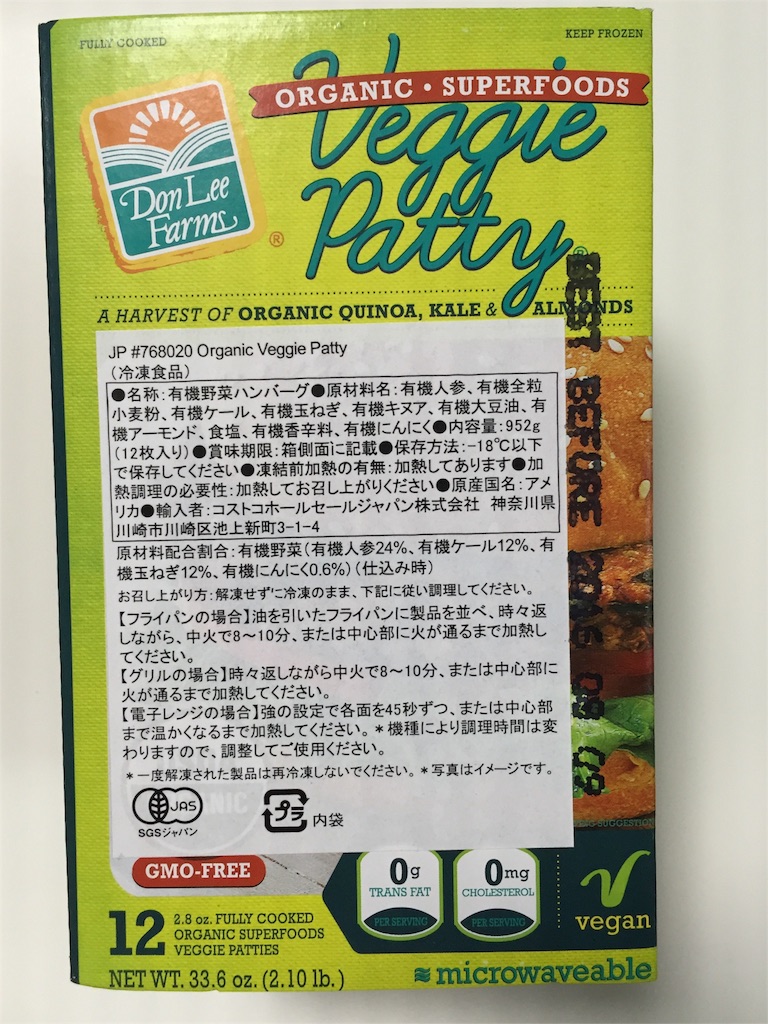 FULLY COOKED
KEEP FROZEN
ORGANIC • SUPERFOODS
Veggie
Patty®
Don Lee
Farms®
A HARVEST OF ORGANIC QUINOA, KALE & ALMONDS
JP #768020 Organic Veggie Patty
(冷凍食品)
●名称:有機野菜ハンバーグ●原材料名:有機人参、有機全粒
小麦粉、有機ケール、有機玉ねぎ、有機キヌア、有機大豆油、有
機アーモンド、食塩、有機香辛料、有機にんにく●内容量:952g
(12枚入り)●賞味期限:箱側面に記載●保存方法:-18℃以下
で保存してください●凍結前加熱の有無:加熱してあります●加
熱調理の必要性:加熱してお召し上がりください●原産国名:アメ
リカ●輸入者:コストコホールセールジャパン株式会社 神奈川県
川崎市川崎区池上新町3-1-4
原材料配合割合:有機野菜(有機人参24%、有機ケール12%、有
機玉ねぎ12%、有機にんにく0.6%)(仕込み時)
お召し上がり方:解凍せずに冷凍のまま、下記に従い調理してください。
【フライパンの場合】油を引いたフライパンに製品を並べ、時々返
しながら、中火で8~10分、または中心部に火が通るまで加熱し
てください。
【グリルの場合】時々返しながら中火で8~10分、または中心部に
火が通るまで加熱してください。
【電子レンジの場合】強の設定で各面を45秒ずつ、または中心部
まで温かくなるまで加熱してください。*機種により調理時間は変
わりますので、調整してご使用ください。
*一度解凍された製品は再冷凍しないでください。*写真はイメージです。
JAS
SGSジャパン
プラ
内袋
BEST BEFORE 2016 08 09
SUGGESTION
GMO-FREE
0g
TRANS FAT
PER SERVING
0mg
CHOLESTEROL
PER SERVING
vegan
12
2.8 oz. FULLY COOKED
ORGANIC SUPERFOODS
VEGGIE PATTIES
NET WT. 33.6 oz. (2.10 lb.)
microwaveable